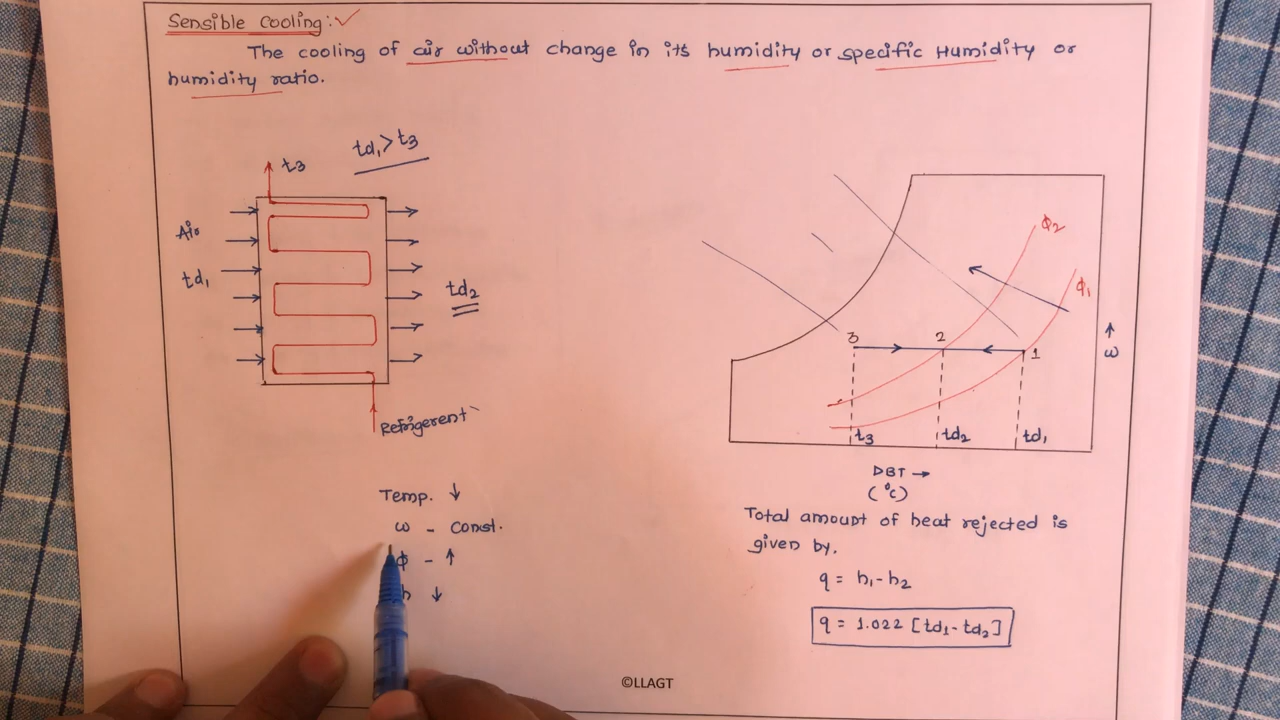 Sensible Cooling:
The cooling of air without change in its humidity or specific Humidity or
humidity ratio.
td₁ > t3
t3
Air
td₁
td₂
Refrigerent
Temp. ↓
ω - Const.
ϕ - ↑
h ↓
ϕ₂
ϕ₁
3 2 1
↑
ω
t3 td₂ td₁
DBT →
(°C)
Total amount of heat rejected is
given by.
q = h₁-h₂
q = 1.022 [td₁-td₂]
©LLAGT